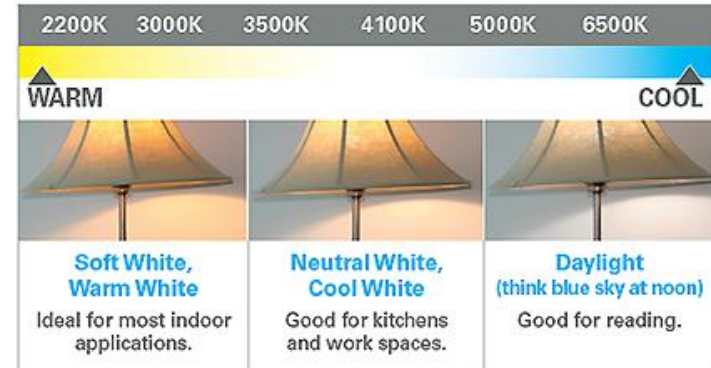 2200K 3000K 3500K 4100K 5000K 6500K
WARM COOL
Soft White,
Warm White
Ideal for most indoor
applications.
Neutral White,
Cool White
Good for kitchens
and work spaces.
Daylight
(think blue sky at noon)
Good for reading.